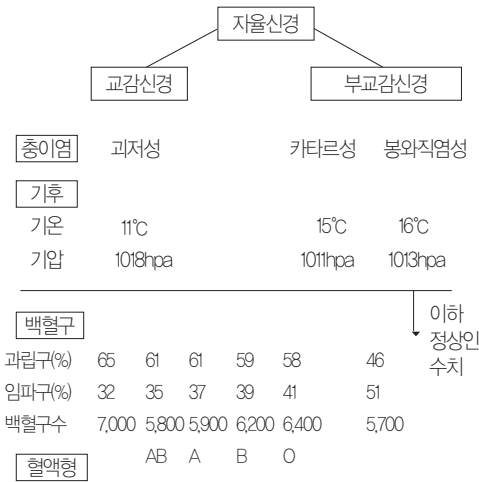 자율신경
교감신경 부교감신경
충이염 괴저성 카타르성 봉와직염성
기후
기온 11℃ 15℃ 16℃
기압 1018hpa 1011hpa 1013hpa
이하
정상인
수치
백혈구
과립구(%) 65 61 61 59 58 46
임파구(%) 32 35 37 39 41 51
백혈구수 7,000 5,800 5,900 6,200 6,400 5,700
혈액형 AB A B O